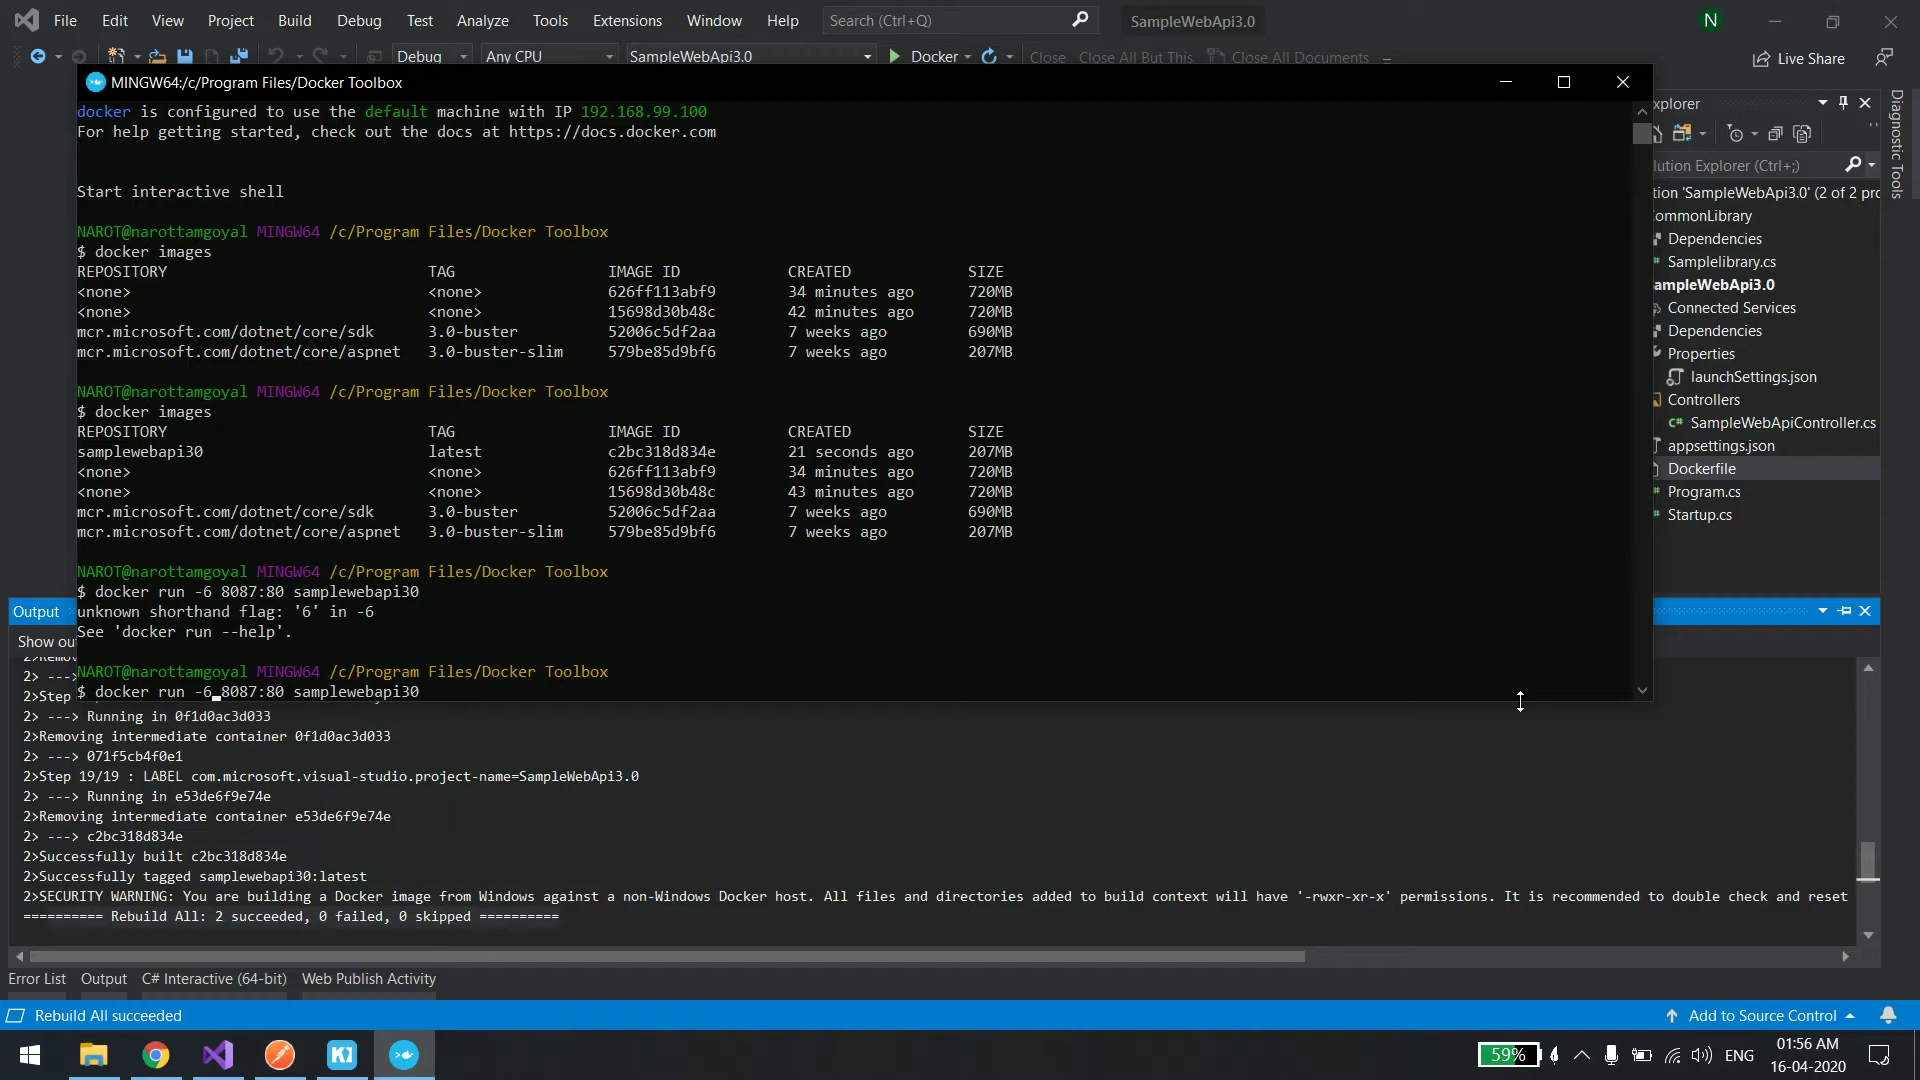 File Edit View Project Build Debug Test Analyze Tools Extensions Window Help Search (Ctrl+Q) SampleWebApi3.0 N
Debug Any CPU SampleWebApi3.0 Docker Close Close All But This Close All Documents Live Share
MINGW64:/c/Program Files/Docker Toolbox
docker is configured to use the default machine with IP 192.168.99.100
For help getting started, check out the docs at https://docs.docker.com
Start interactive shell
NAROT@narottamgoyal MINGW64 /c/Program Files/Docker Toolbox
$ docker images
REPOSITORY TAG IMAGE ID CREATED SIZE
<none> <none> 626ff113abf9 34 minutes ago 720MB
<none> <none> 15698d30b48c 42 minutes ago 720MB
mcr.microsoft.com/dotnet/core/sdk 3.0-buster 52006c5df2aa 7 weeks ago 690MB
mcr.microsoft.com/dotnet/core/aspnet 3.0-buster-slim 579be85d9bf6 7 weeks ago 207MB
NAROT@narottamgoyal MINGW64 /c/Program Files/Docker Toolbox
$ docker images
REPOSITORY TAG IMAGE ID CREATED SIZE
samplewebapi30 latest c2bc318d834e 21 seconds ago 207MB
<none> <none> 626ff113abf9 34 minutes ago 720MB
<none> <none> 15698d30b48c 43 minutes ago 720MB
mcr.microsoft.com/dotnet/core/sdk 3.0-buster 52006c5df2aa 7 weeks ago 690MB
mcr.microsoft.com/dotnet/core/aspnet 3.0-buster-slim 579be85d9bf6 7 weeks ago 207MB
NAROT@narottamgoyal MINGW64 /c/Program Files/Docker Toolbox
$ docker run -6 8087:80 samplewebapi30
unknown shorthand flag: '6' in -6
See 'docker run --help'.
NAROT@narottamgoyal MINGW64 /c/Program Files/Docker Toolbox
$ docker run -6 8087:80 samplewebapi30
xplorer
lution Explorer (Ctrl+;)
tion 'SampleWebApi3.0' (2 of 2 pro
ommonLibrary
Dependencies
Samplelibrary.cs
ampleWebApi3.0
Connected Services
Dependencies
Properties
launchSettings.json
Controllers
C# SampleWebApiController.cs
appsettings.json
Dockerfile
Program.cs
Startup.cs
Diagnostic Tools
Output
Show ou
2> --->
2>Step
2> ---> Running in 0f1d0ac3d033
2>Removing intermediate container 0f1d0ac3d033
2> ---> 071f5cb4f0e1
2>Step 19/19 : LABEL com.microsoft.visual-studio.project-name=SampleWebApi3.0
2> ---> Running in e53de6f9e74e
2>Removing intermediate container e53de6f9e74e
2> ---> c2bc318d834e
2>Successfully built c2bc318d834e
2>Successfully tagged samplewebapi30:latest
2>SECURITY WARNING: You are building a Docker image from Windows against a non-Windows Docker host. All files and directories added to build context will have '-rwxr-xr-x' permissions. It is recommended to double check and reset
========== Rebuild All: 2 succeeded, 0 failed, 0 skipped ==========
Error List Output C# Interactive (64-bit) Web Publish Activity
Rebuild All succeeded Add to Source Control
59% ENG 01:56 AM
16-04-2020